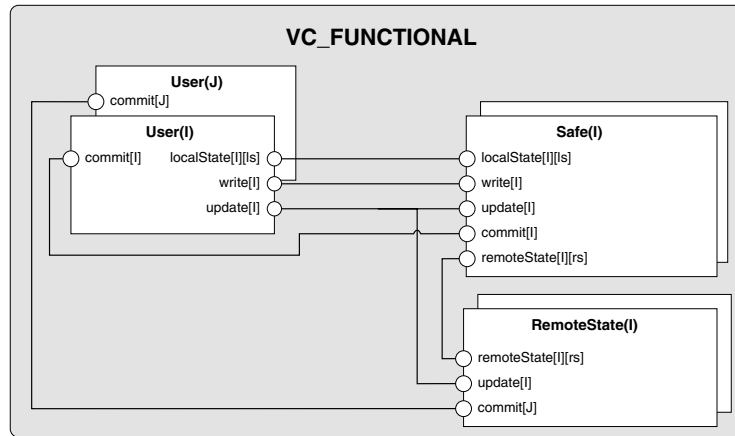 VC_FUNCTIONAL
User(J)
commit[J]
User(I)
commit[I] localState[I][ls]
write[I]
update[I]
Safe(I)
localState[I][ls]
write[I]
update[I]
commit[I]
remoteState[I][rs]
RemoteState(I)
remoteState[I][rs]
update[I]
commit[J]